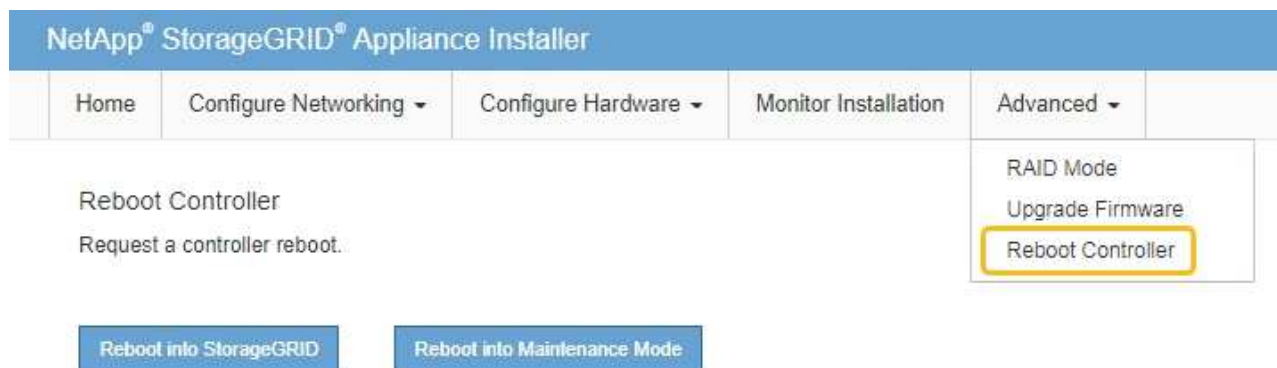 NetApp® StorageGRID® Appliance Installer
Home Configure Networking Configure Hardware Monitor Installation Advanced
RAID Mode
Upgrade Firmware
Reboot Controller
Reboot Controller
Request a controller reboot.
Reboot into StorageGRID Reboot into Maintenance Mode